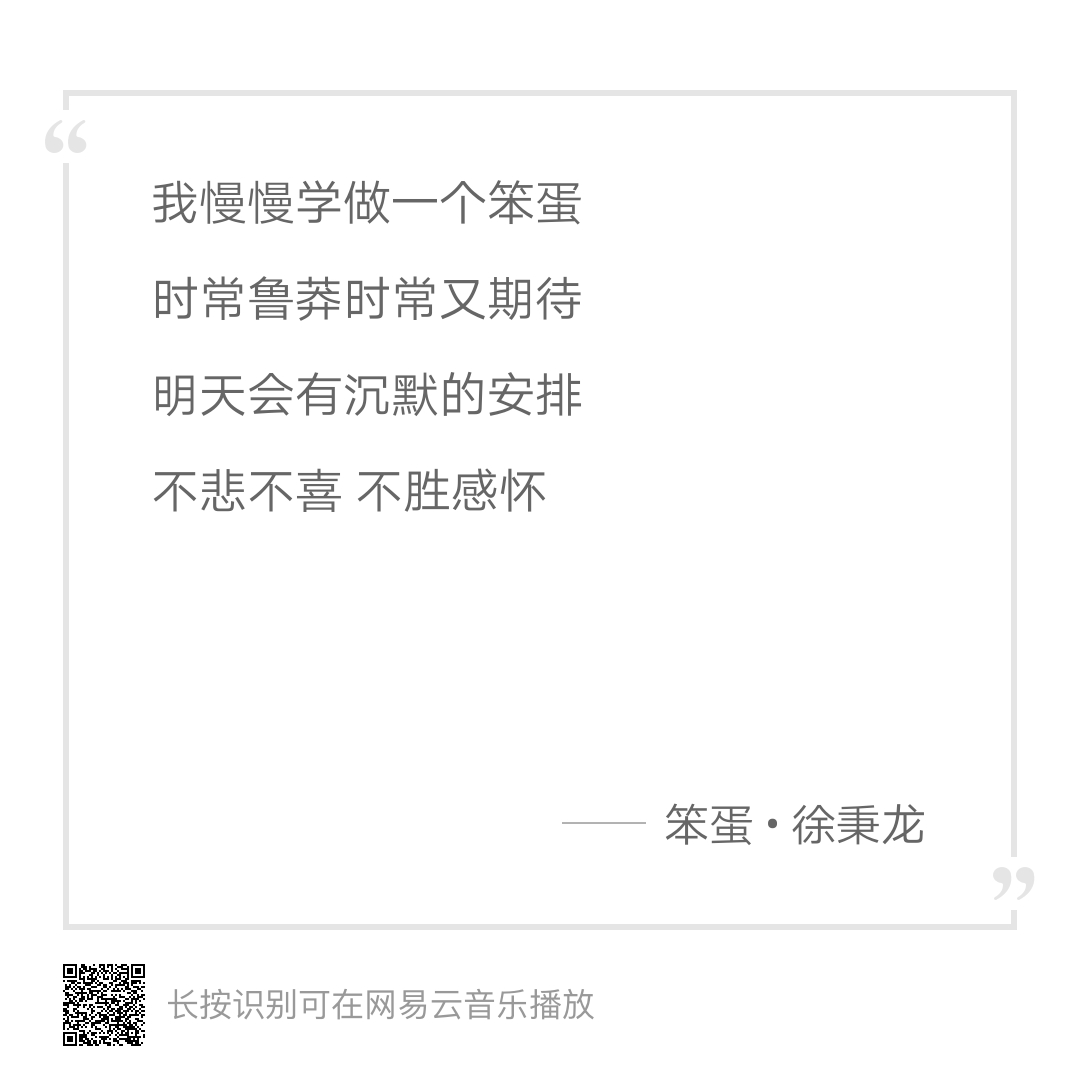 “
我慢慢学做一个笨蛋
时常鲁莽时常又期待
明天会有沉默的安排
不悲不喜 不胜感怀
—— 笨蛋•徐秉龙
”
长按识别可在网易云音乐播放